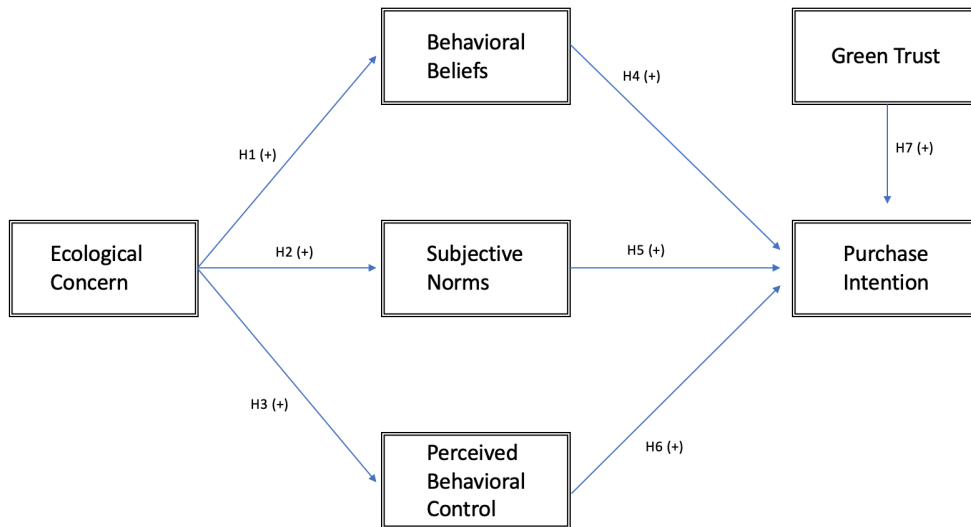 Behavioral
Beliefs
Green Trust
H4 (+)
H1 (+)
H7 (+)
Ecological
Concern
H2 (+)
Subjective
Norms
H5 (+)
Purchase
Intention
H3 (+)
Perceived
Behavioral
Control
H6 (+)